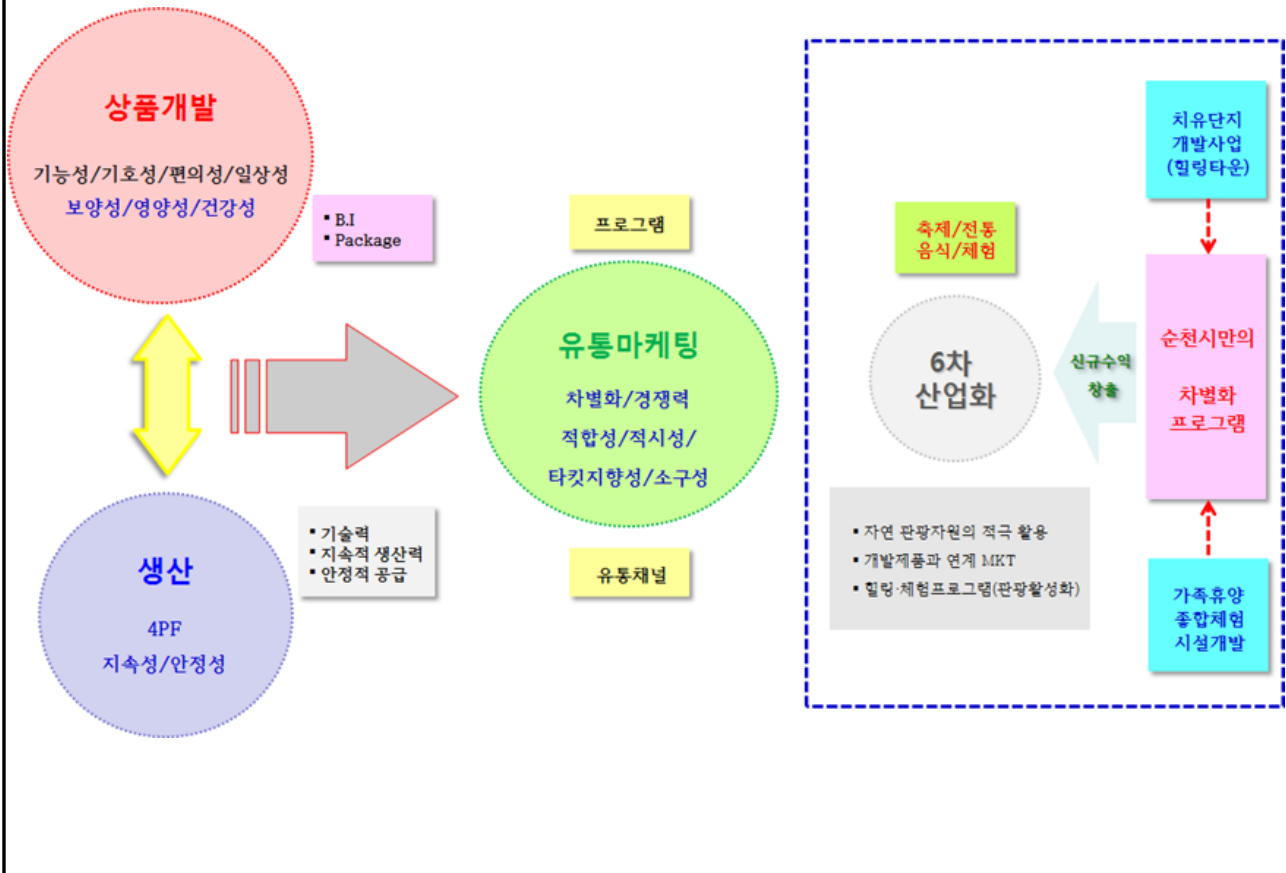 상품개발
기능성/기호성/편의성/일상성
보양성/영양성/건강성
▪ B.I
▪ Package
생산
4PF
지속성/안정성
▪ 기술력
▪ 지속적 생산력
▪ 안정적 공급
프로그램
유통마케팅
차별화/경쟁력
적합성/적시성/
타킷지향성/소구성
유통채널
축제/전통
음식/체험
6차
산업화
▪ 자연 관광자원의 적극 활용
▪ 개발제품과 연계 MKT
▪ 힐링·체험프로그램(관광활성화)
신규수익
창출
치유단지
개발사업
(힐링타운)
순천시만의
차별화
프로그램
가족휴양
종합체험
시설개발